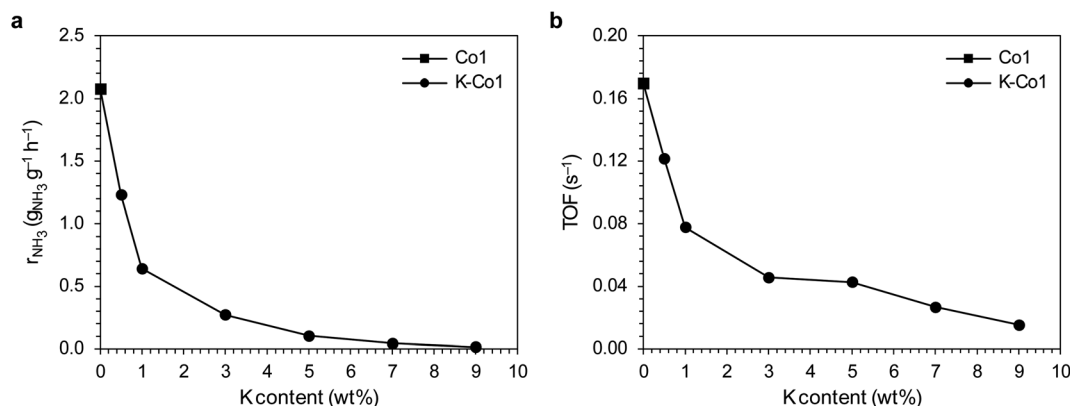 a
2.5
2.0
1.5
1.0
0.5
0.0
r_NH3 (g_NH3 g⁻¹ h⁻¹)
0 1 2 3 4 5 6 7 8 9 10
K content (wt%)
Co1
K-Co1
b
0.20
0.16
0.12
0.08
0.04
0.00
TOF (s⁻¹)
0 1 2 3 4 5 6 7 8 9 10
K content (wt%)
Co1
K-Co1